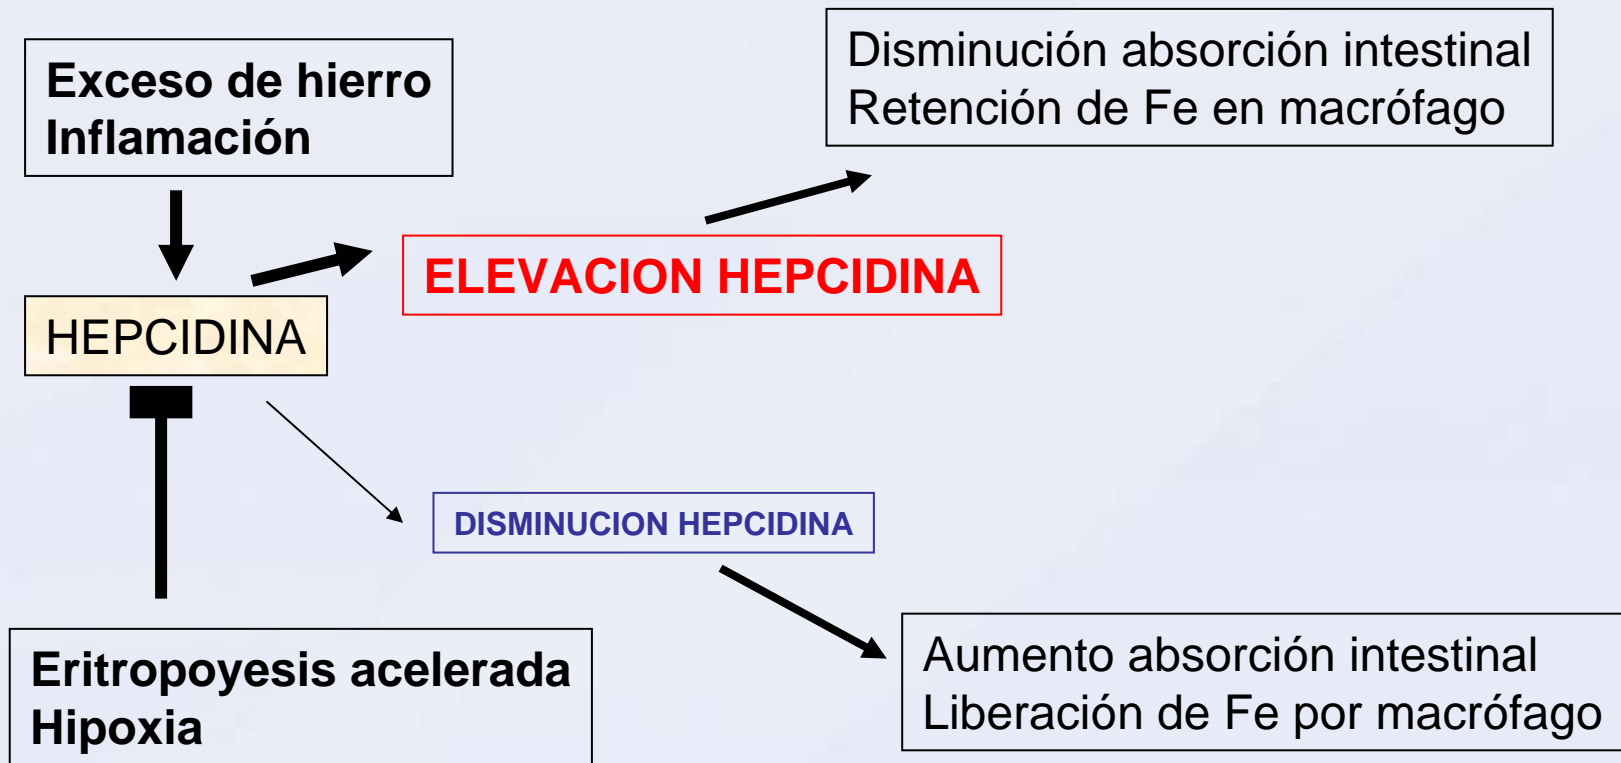 Exceso de hierro
Inflamación
Disminución absorción intestinal
Retención de Fe en macrófago
ELEVACION HEPCIDINA
HEPCIDINA
DISMINUCION HEPCIDINA
Eritropoyesis acelerada
Hipoxia
Aumento absorción intestinal
Liberación de Fe por macrófago